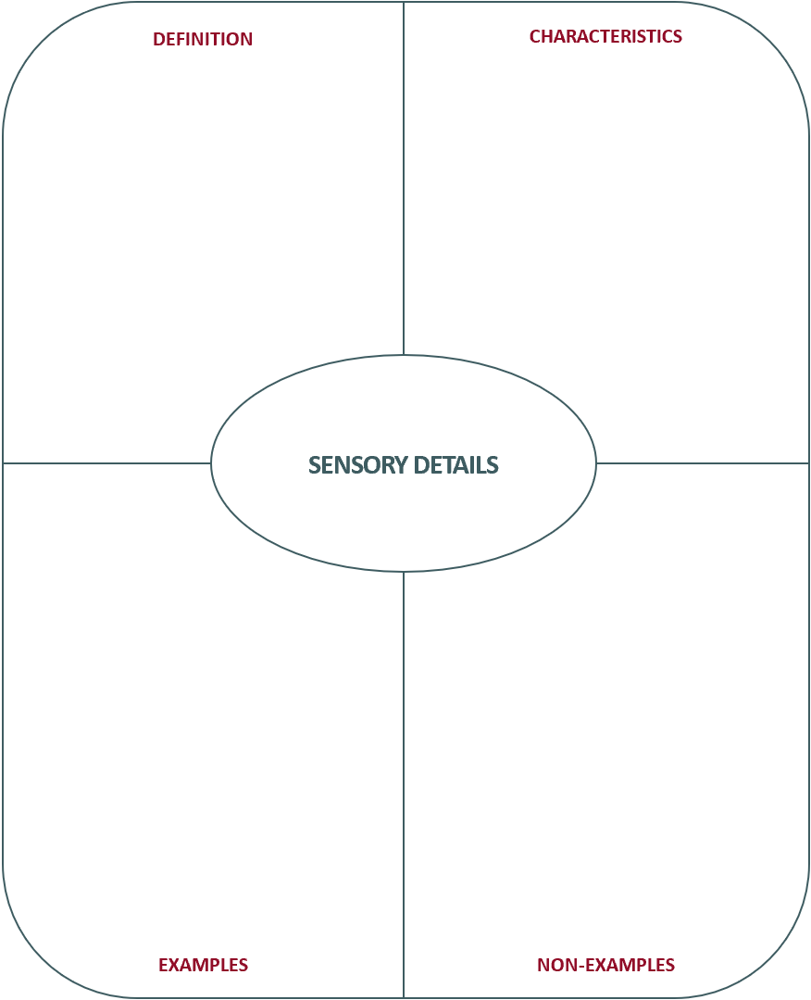 DEFINITION
CHARACTERISTICS
SENSORY DETAILS
EXAMPLES
NON-EXAMPLES